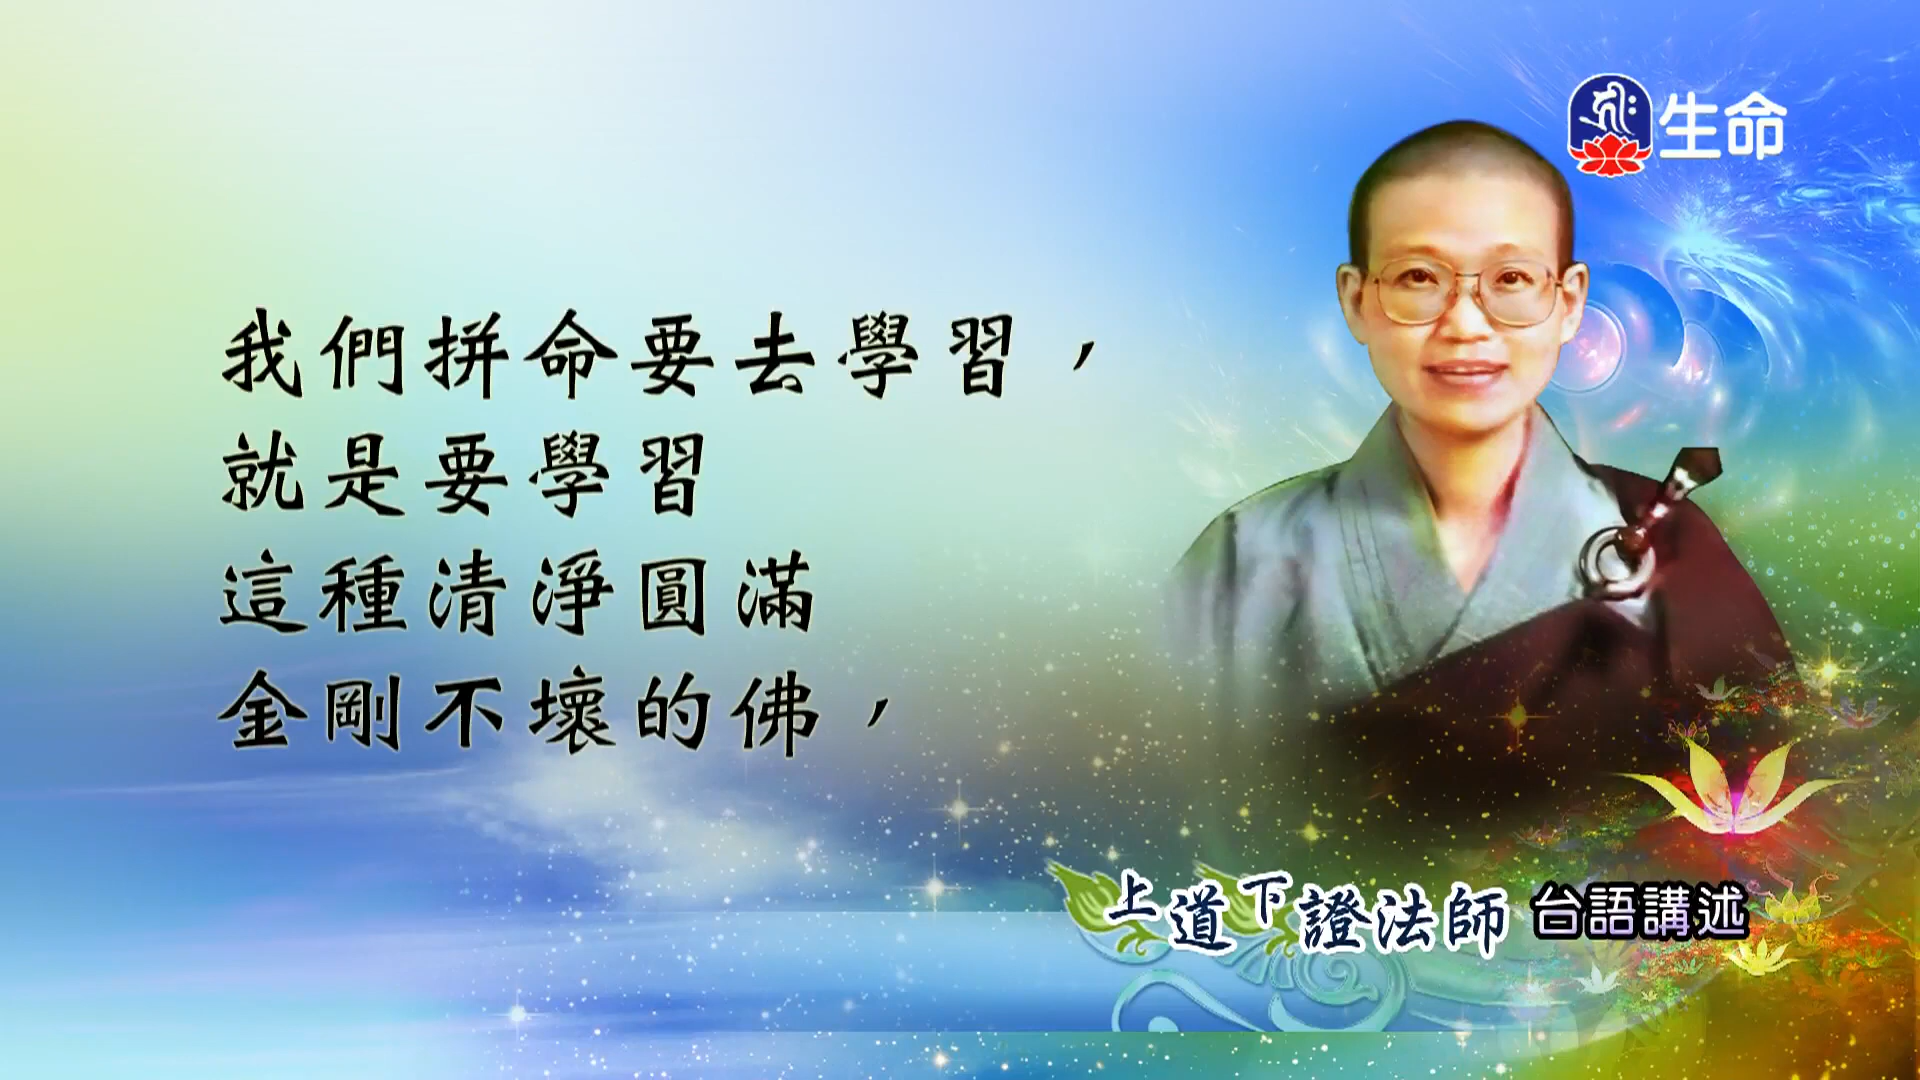 生命
我們拼命要去學習，
就是要學習
這種清淨圓滿
金剛不壞的佛，
上道下證法師 台語講述